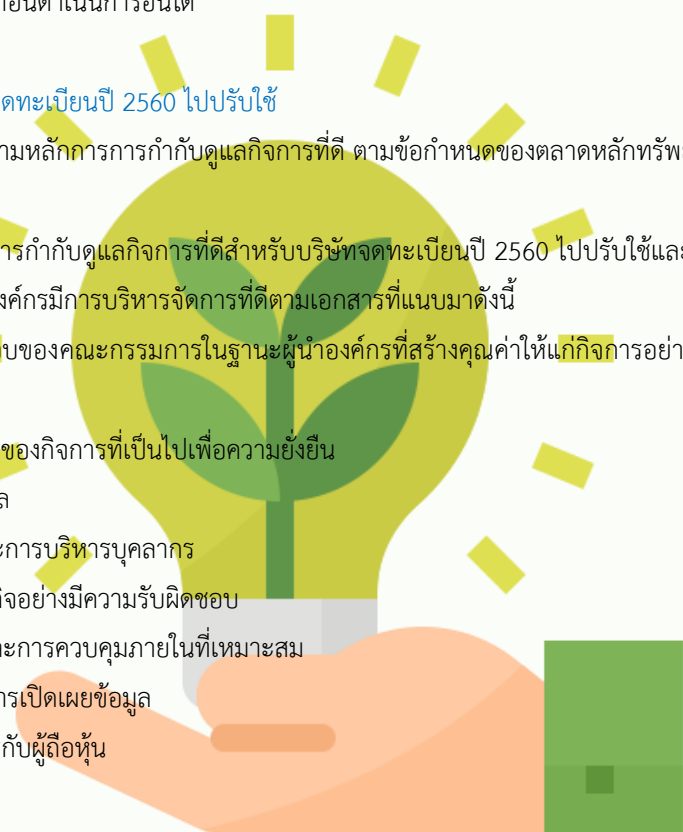 ดทะเบียนปี 2560 ไปปรับใช้
ามหลักการการกำกับดูแลกิจการที่ดี ตามข้อกำหนดของตลาดหลักทรัพ
ารกำกับดูแลกิจการที่ดีสำหรับบริษัทจดทะเบียนปี 2560 ไปปรับใช้และ
งค์กรมีการบริหารจัดการที่ดีตามเอกสารที่แนบมาดังนี้
บของคณะกรรมการในฐานะผู้นำองค์กรที่สร้างคุณค่าให้แก่กิจการอย่า
ของกิจการที่เป็นไปเพื่อความยั่งยืน
ล
ะการบริหารบุคลากร
กิจอย่างมีความรับผิดชอบ
ละการควบคุมภายในที่เหมาะสม
ารเปิดเผยข้อมูล
รกับผู้ถือหุ้น